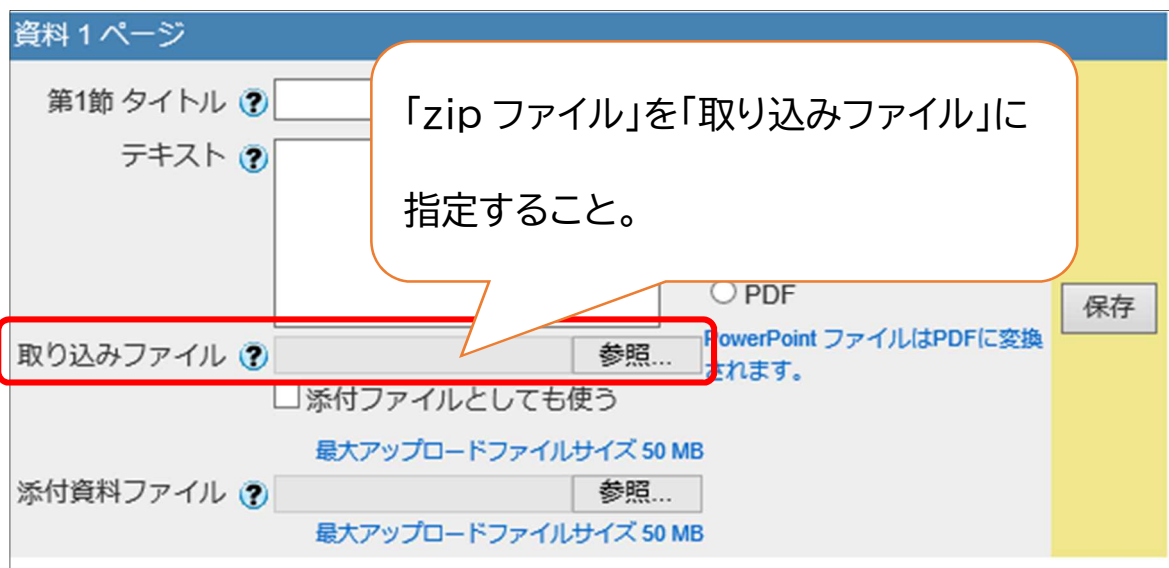 資料 1 ページ
第1節 タイトル ?
「zip ファイル」を「取り込みファイル」に
指定すること。
テキスト ?
PDF
PowerPoint ファイルはPDFに変換
されます。
保存
取り込みファイル ? 参照...
添付ファイルとしても使う
最大アップロードファイルサイズ 50 MB
添付資料ファイル ? 参照...
最大アップロードファイルサイズ 50 MB